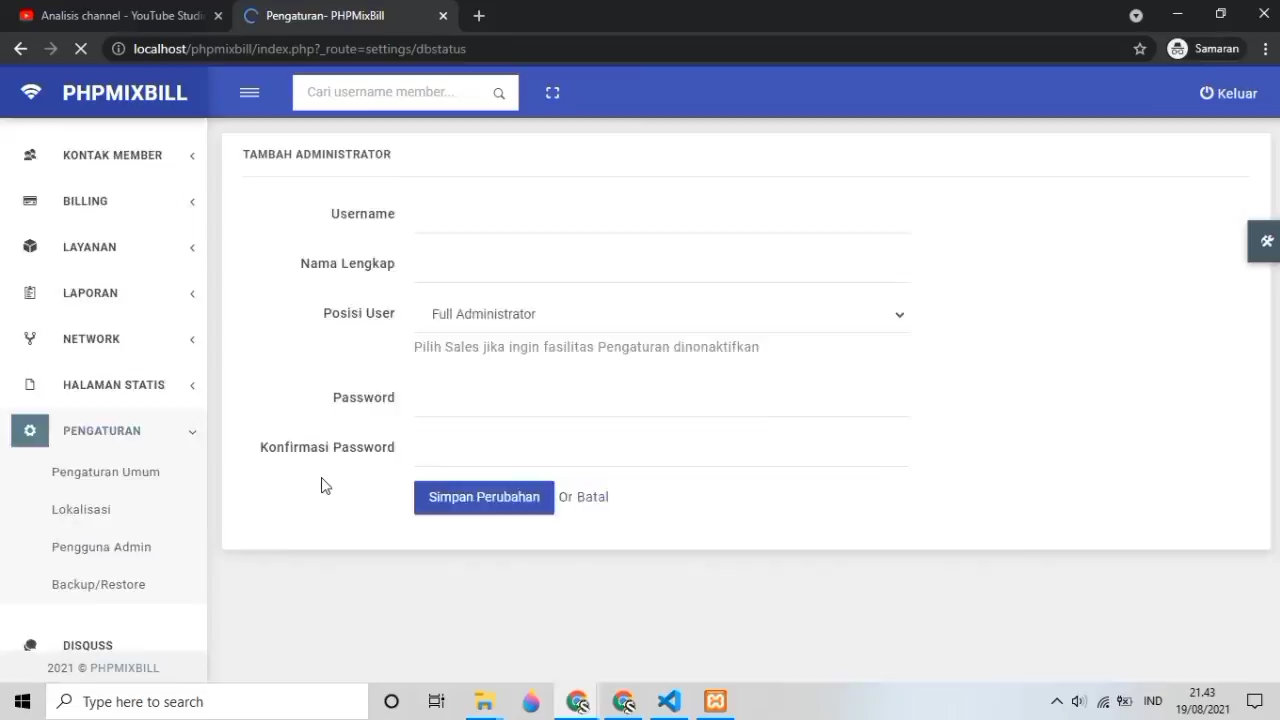 Analisis channel - YouTube Studi
Pengaturan- PHPMixBill
localhost/phpmixbill/index.php?_route=settings/dbstatus
Samaran
PHPMIXBILL
Cari username member...
Keluar
KONTAK MEMBER
BILLING
LAYANAN
LAPORAN
NETWORK
HALAMAN STATIS
PENGATURAN
Pengaturan Umum
Lokalisasi
Pengguna Admin
Backup/Restore
DISQUSS
2021 © PHPMIXBILL
TAMBAH ADMINISTRATOR
Username
Nama Lengkap
Posisi User
Full Administrator
Pilih Sales jika ingin fasilitas Pengaturan dinonaktifkan
Password
Konfirmasi Password
Simpan Perubahan Or Batal
Type here to search
IND
21.43
19/08/2021